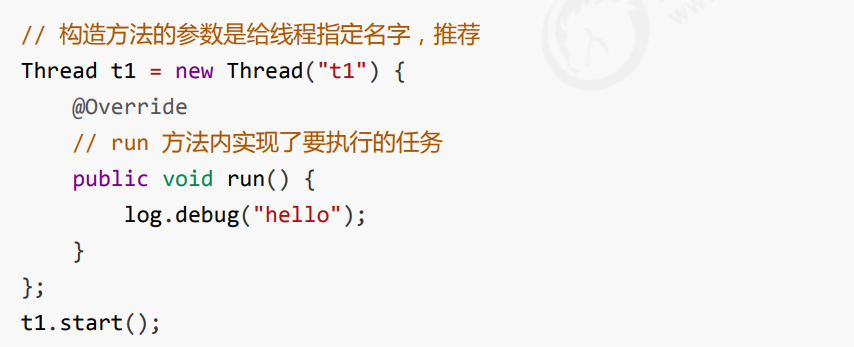 // 构造方法的参数是给线程指定名字，推荐
Thread t1 = new Thread("t1") {
@Override
// run 方法内实现了要执行的任务
public void run() {
log.debug("hello");
}
};
t1.start();